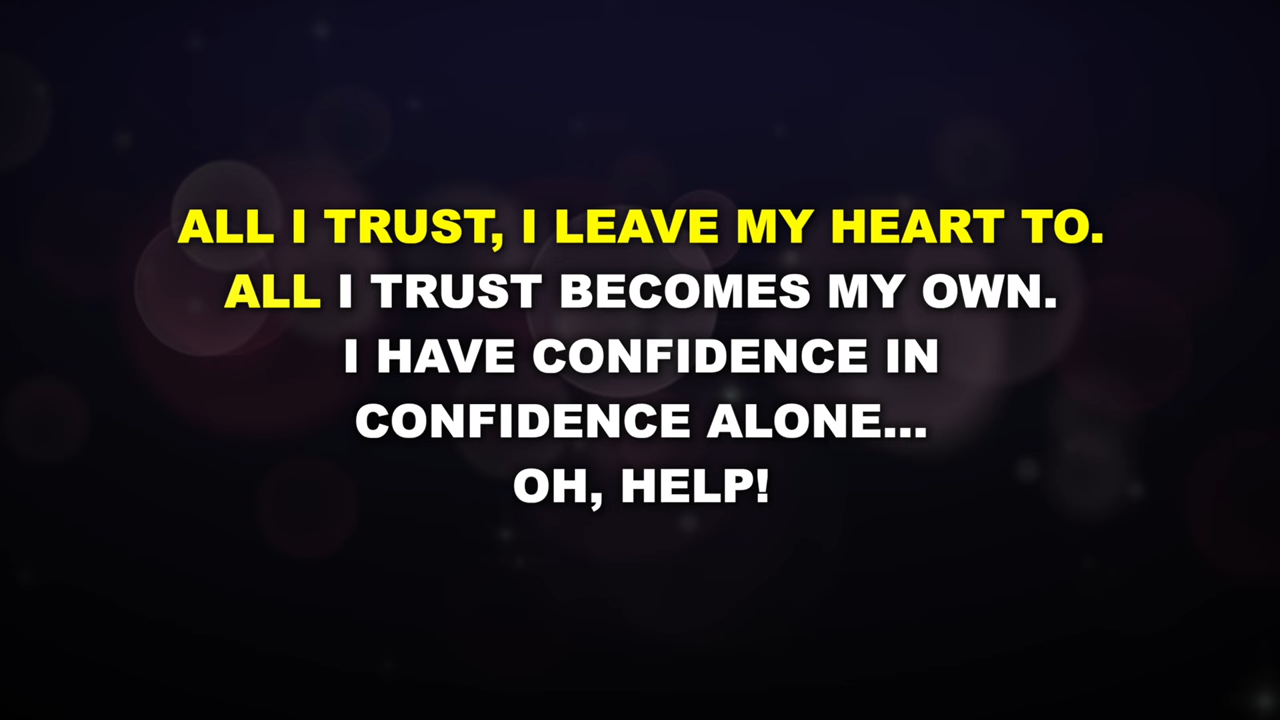 ALL I TRUST, I LEAVE MY HEART TO.
ALL I TRUST BECOMES MY OWN.
I HAVE CONFIDENCE IN
CONFIDENCE ALONE...
OH, HELP!